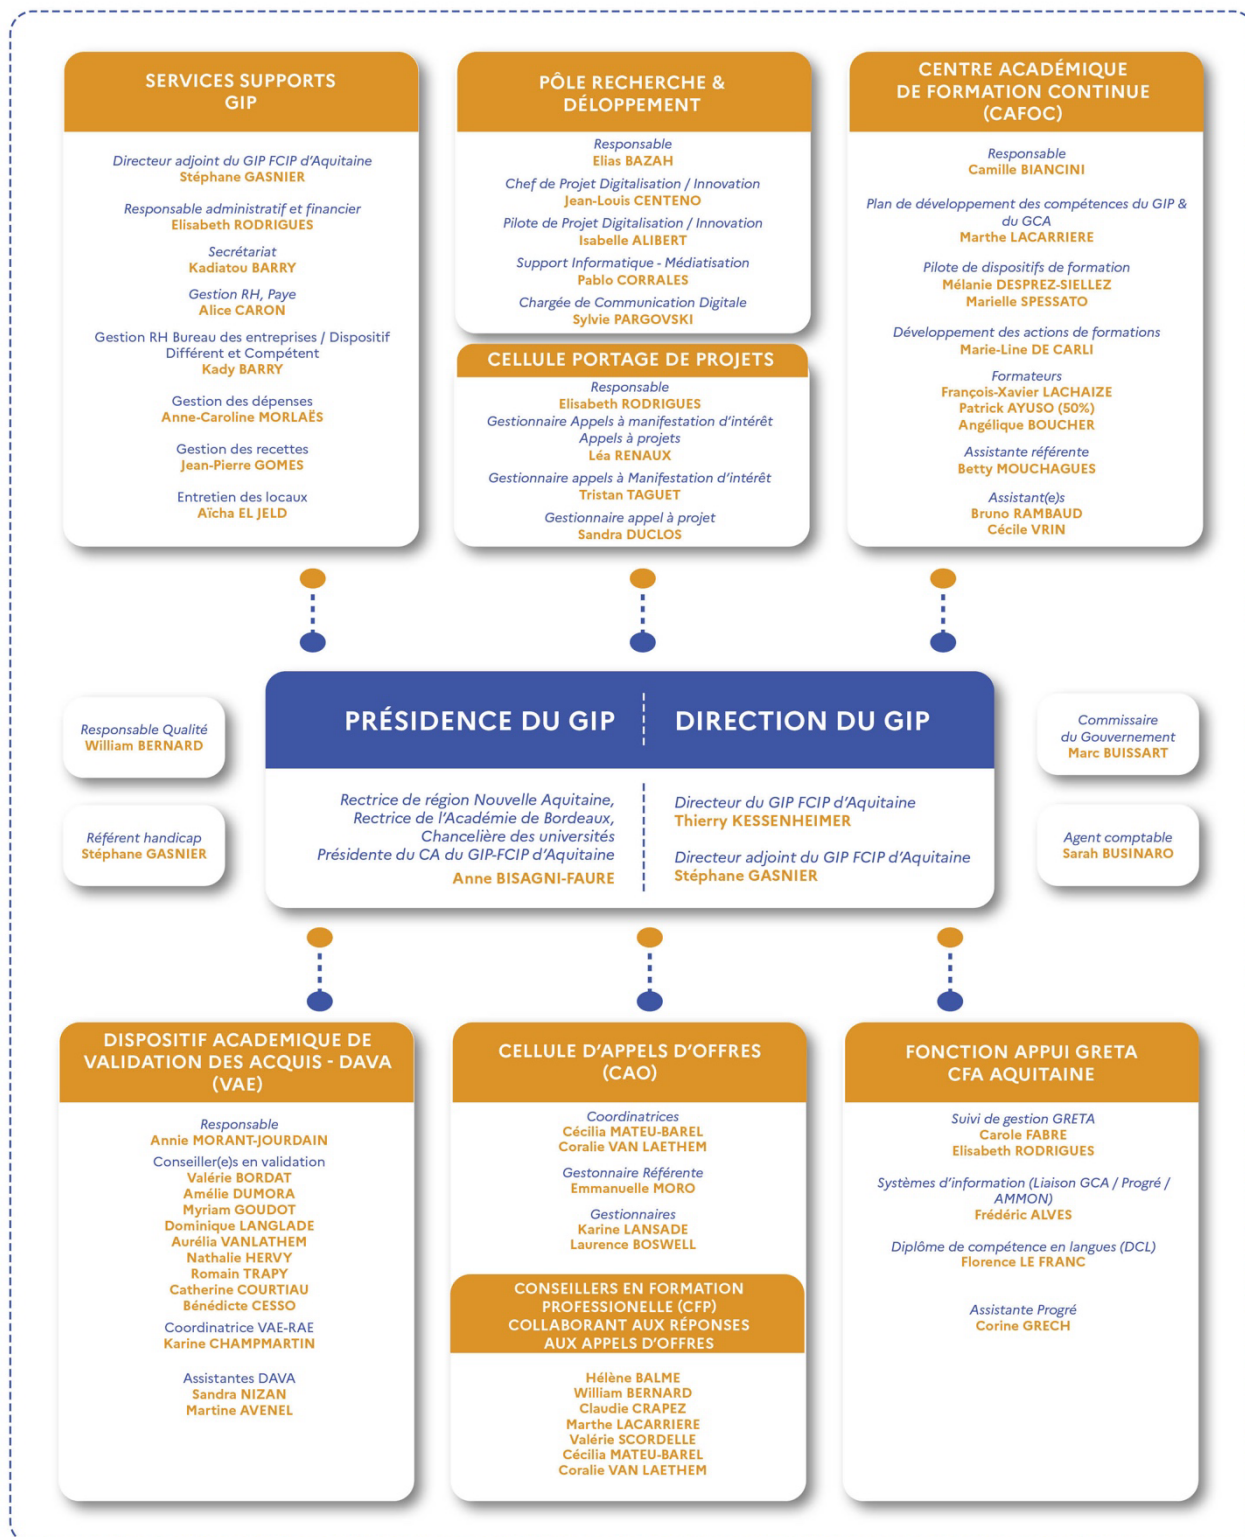 SERVICES SUPPORTS
GIP
Directeur adjoint du GIP FCIP d'Aquitaine
Stéphane GASNIER
Responsable administratif et financier
Elisabeth RODRIGUES
Secrétariat
Kadiatou BARRY
Gestion RH, Paye
Alice CARON
Gestion RH Bureau des entreprises / Dispositif
Différent et Compétent
Kady BARRY
Gestion des dépenses
Anne-Caroline MORLAËS
Gestion des recettes
Jean-Pierre GOMES
Entretien des locaux
Aïcha EL JELD
PÔLE RECHERCHE &
DÉLOPPEMENT
Responsable
Elias BAZAH
Chef de Projet Digitalisation / Innovation
Jean-Louis CENTENO
Pilote de Projet Digitalisation / Innovation
Isabelle ALIBERT
Support Informatique - Médiatisation
Pablo CORRALES
Chargée de Communication Digitale
Sylvie PARGOVSKI
CELLULE PORTAGE DE PROJETS
Responsable
Elisabeth RODRIGUES
Gestionnaire Appels à manifestation d'intérêt
Appels à projets
Léa RENAUX
Gestionnaire appels à Manifestation d'intérêt
Tristan TAGUET
Gestionnaire appel à projet
Sandra DUCLOS
CENTRE ACADÉMIQUE
DE FORMATION CONTINUE
(CAFOC)
Responsable
Camille BIANCINI
Plan de développement des compétences du GIP &
du GCA
Marthe LACARRIERE
Pilote de dispositifs de formation
Mélanie DESPREZ-SIELLEZ
Marielle SPESSATO
Développement des actions de formations
Marie-Line DE CARLI
Formateurs
François-Xavier LACHAIZE
Patrick AYUSO (50%)
Angélique BOUCHER
Assistante référente
Betty MOUCHAGUES
Assistant(e)s
Bruno RAMBAUD
Cécile VRIN
Responsable Qualité
William BERNARD
Référent handicap
Stéphane GASNIER
PRÉSIDENCE DU GIP
Rectrice de région Nouvelle Aquitaine,
Rectrice de l'Académie de Bordeaux,
Chancelière des universités
Présidente du CA du GIP-FCIP d'Aquitaine
Anne BISAGNI-FAURE
DIRECTION DU GIP
Directeur du GIP FCIP d'Aquitaine
Thierry KESSENHEIMER
Directeur adjoint du GIP FCIP d'Aquitaine
Stéphane GASNIER
Commissaire
du Gouvernement
Marc BUISSART
Agent comptable
Sarah BUSINARO
DISPOSITIF ACADEMIQUE DE
VALIDATION DES ACQUIS - DAVA
(VAE)
Responsable
Annie MORANT-JOURDAIN
Conseiller(e)s en validation
Valérie BORDAT
Amélie DUMORA
Myriam GOUDOT
Dominique LANGLADE
Aurélia VANLATHEM
Nathalie HERVY
Romain TRAPY
Catherine COURTIAU
Bénédicte CESSO
Coordinatrice VAE-RAE
Karine CHAMPMARTIN
Assistantes DAVA
Sandra NIZAN
Martine AVENEL
CELLULE D'APPELS D'OFFRES
(CAO)
Coordinatrices
Cécilia MATEU-BAREL
Coralie VAN LAETHEM
Gestonnaire Référente
Emmanuelle MORO
Gestionnaires
Karine LANSADE
Laurence BOSWELL
CONSEILLERS EN FORMATION
PROFESSIONELLE (CFP)
COLLABORANT AUX RÉPONSES
AUX APPELS D'OFFRES
Hélène BALME
William BERNARD
Claudie CRAPEZ
Marthe LACARRIERE
Valérie SCORDELLE
Cécilia MATEU-BAREL
Coralie VAN LAETHEM
FONCTION APPUI GRETA
CFA AQUITAINE
Suivi de gestion GRETA
Carole FABRE
Elisabeth RODRIGUES
Systèmes d'information (Liaison GCA / Progré /
AMMON)
Frédéric ALVES
Diplôme de compétence en langues (DCL)
Florence LE FRANC
Assistante Progré
Corine GRECH